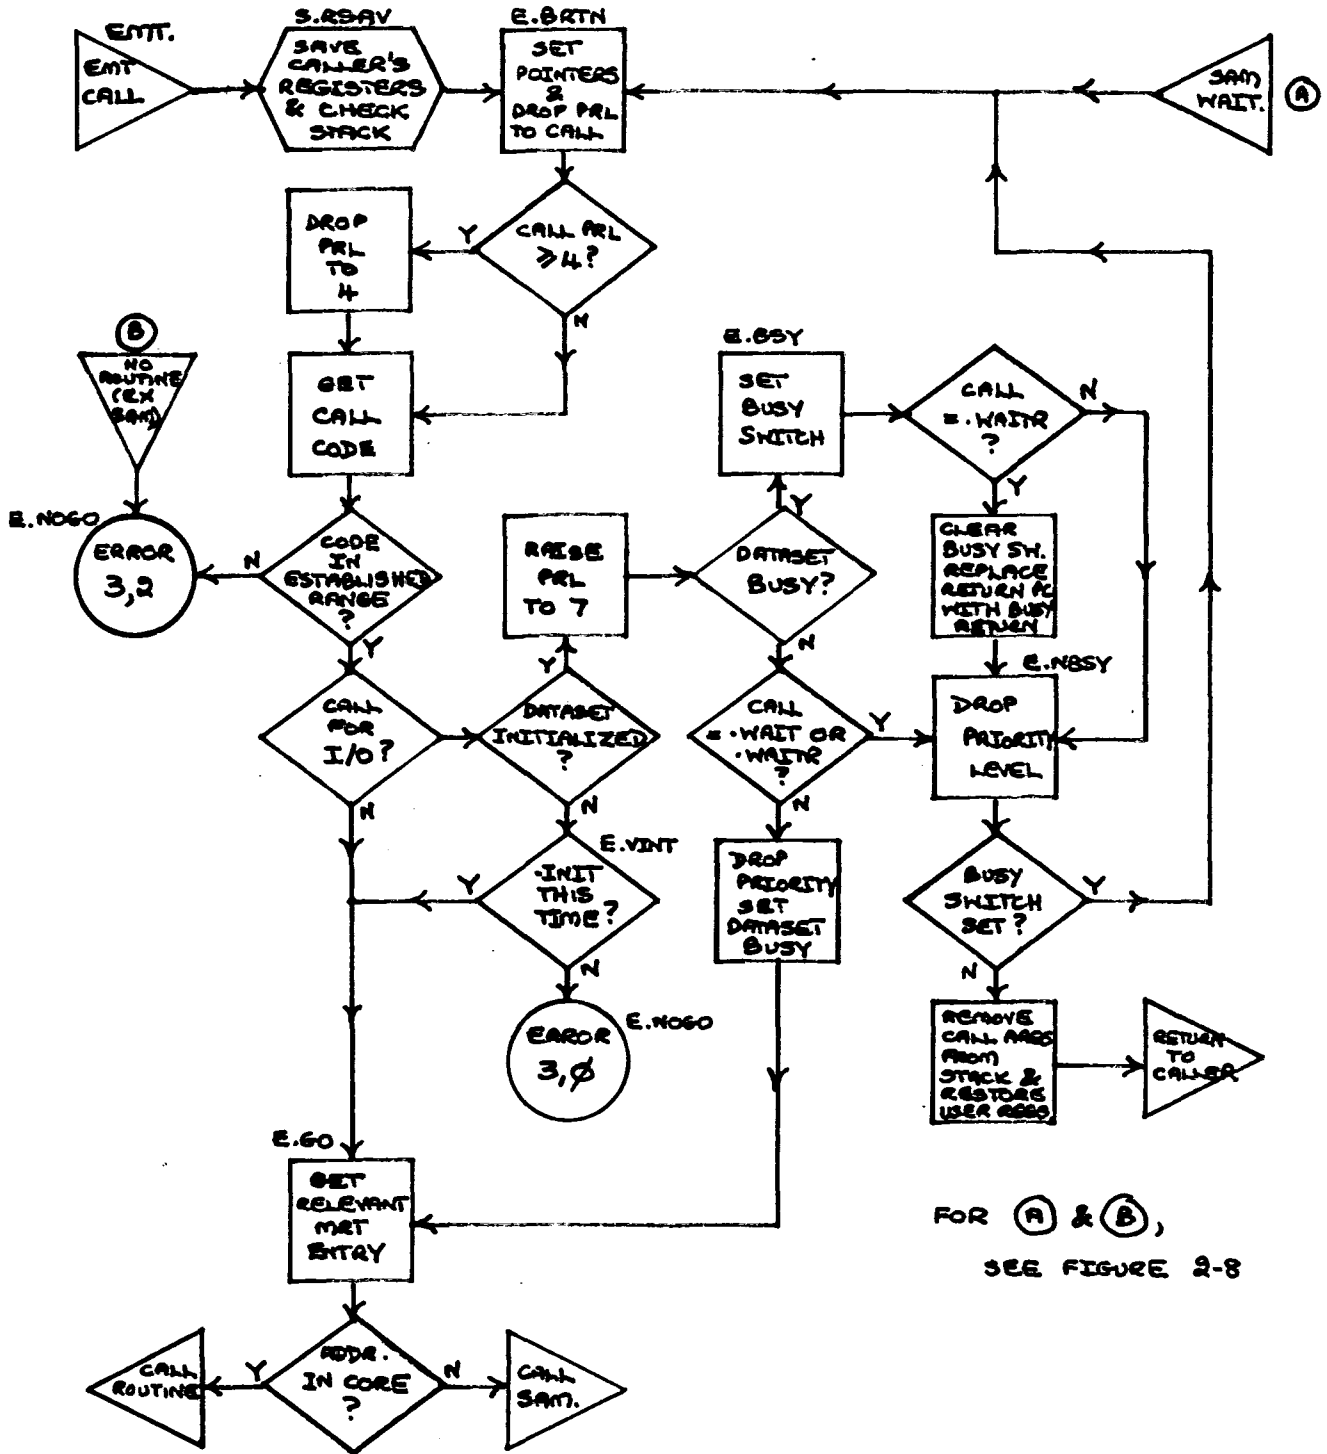 EMT.
EMT
CALL
S.RSAV
SAVE
CALLER'S
REGISTERS
& CHECK
STACK
E.BRTN
SET
POINTERS
&
DROP PRL
TO CALL
SAM
WAIT.
A
DROP
PRL
TO
4
Y
CALL PRL
≥4?
N
B
NO
ROUTINE
(EX
SAM)
GET
CALL
CODE
E.BSY
SET
BUSY
SWITCH
CALL
= .WAITR
?
N
Y
E.NOGO
ERROR
3,2
N
CODE
IN
ESTABLISHED
RANGE
?
Y
RAISE
PRL
TO 7
Y
DATASET
BUSY?
Y
N
CLEAR
BUSY SW.
REPLACE
RETURN PC
WITH BUSY
RETURN
E.NBSY
CALL
FOR
I/O?
N
DATASET
INITIALIZED
?
N
CALL
= .WAIT OR
.WAITR
?
Y
N
DROP
PRIORITY
LEVEL
E.VINT
Y
.INIT
THIS
TIME?
N
DROP
PRIORITY
SET
DATASET
BUSY
BUSY
SWITCH
SET?
Y
N
E.NOGO
ERROR
3,Ø
REMOVE
CALL ARGS
FROM
STACK &
RESTORE
USER REGS
RETURN
TO
CALLER
E.GO
GET
RELEVANT
MRT
ENTRY
FOR A & B,
SEE FIGURE 2-8
CALL
ROUTINE
Y
ADDR.
IN CORE
?
N
CALL
SAM.